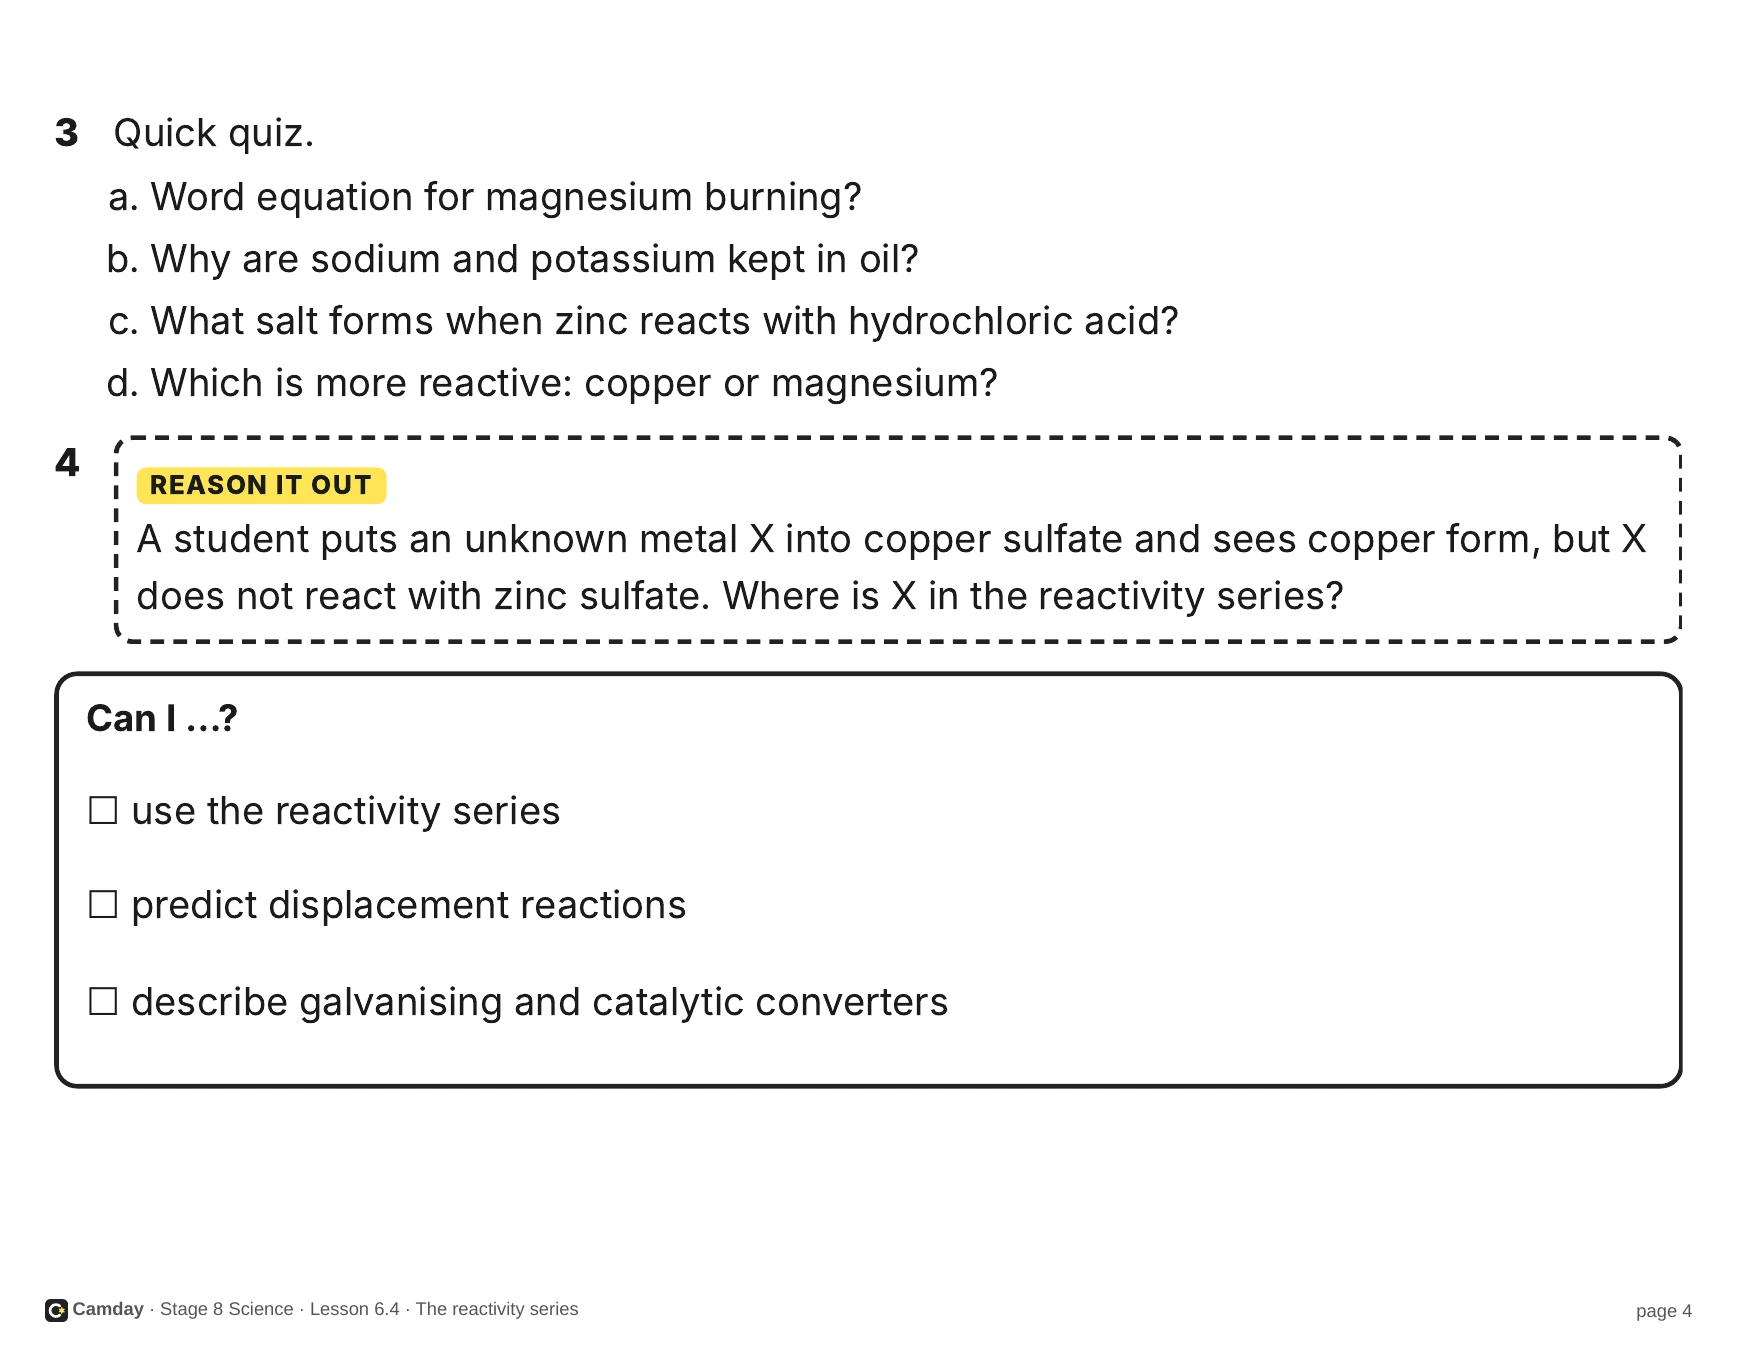 3 Quick quiz.
a. Word equation for magnesium burning?
b. Why are sodium and potassium kept in oil?
c. What salt forms when zinc reacts with hydrochloric acid?
d. Which is more reactive: copper or magnesium?
4
REASON IT OUT
A student puts an unknown metal X into copper sulfate and sees copper form, but X
does not react with zinc sulfate. Where is X in the reactivity series?
Can I …?
☐ use the reactivity series
☐ predict displacement reactions
☐ describe galvanising and catalytic converters
Camday · Stage 8 Science · Lesson 6.4 · The reactivity series
page 4